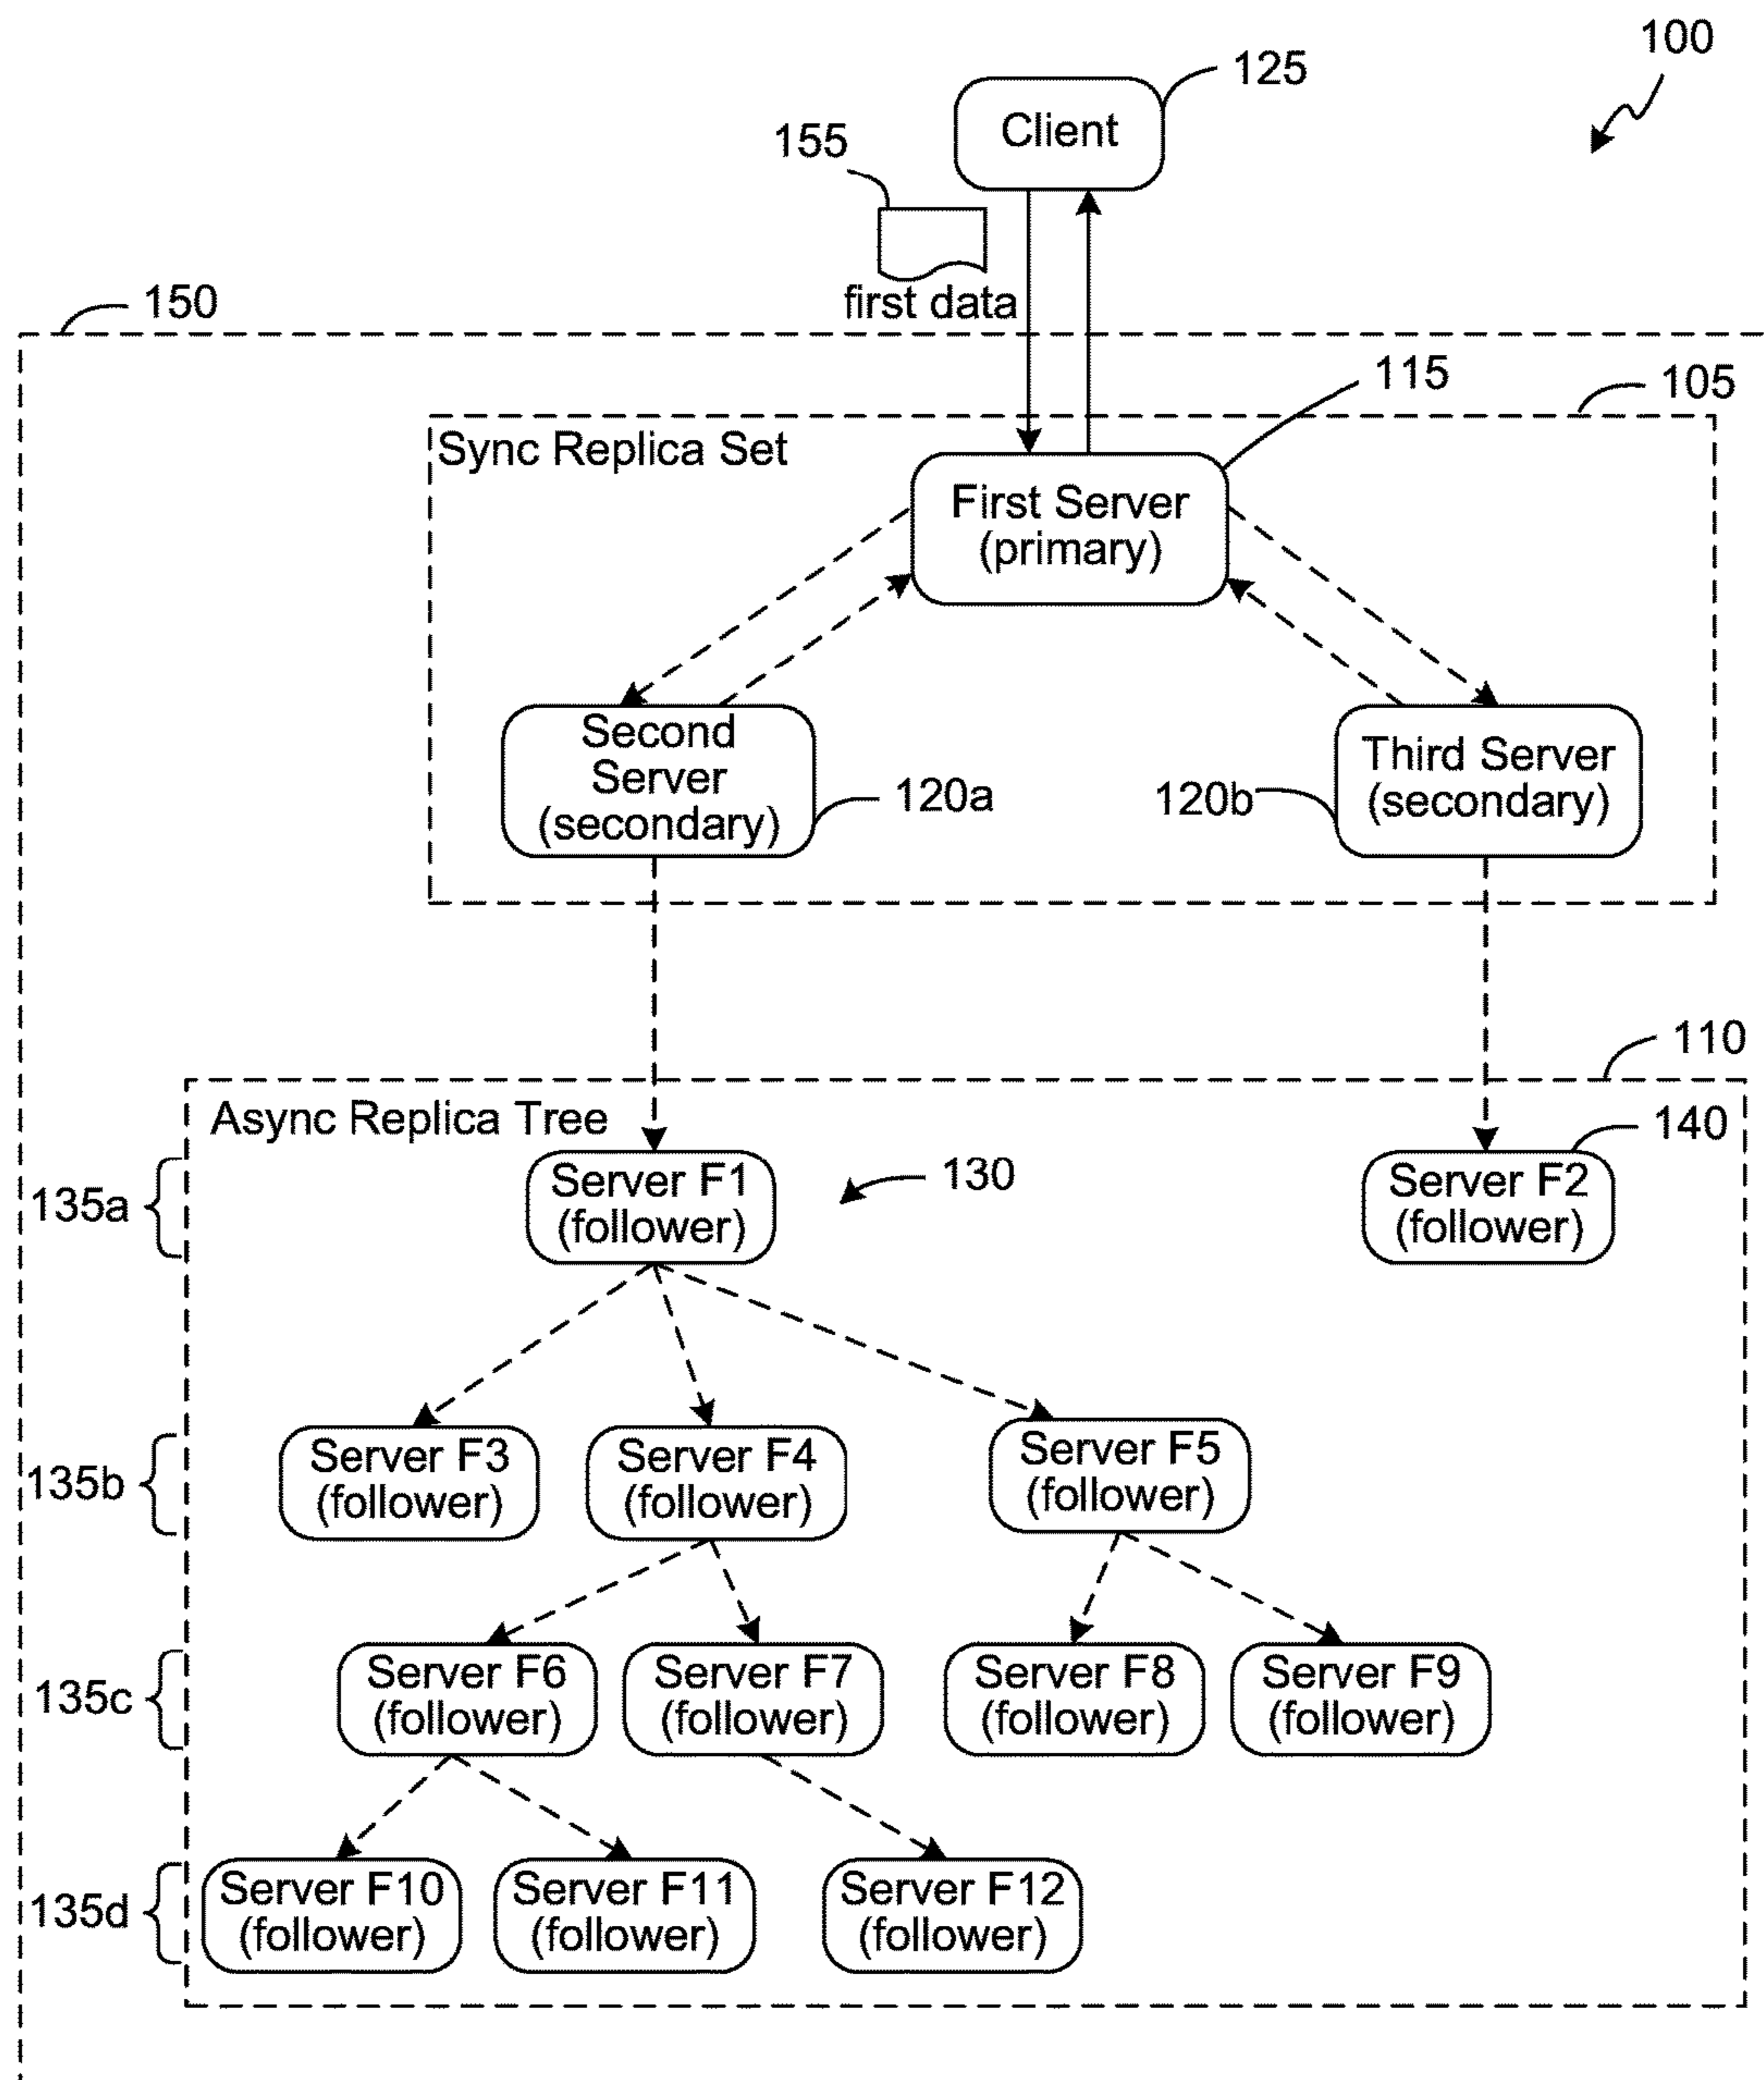 100
125
Client
155
first data
150
115
105
Sync Replica Set
First Server
(primary)
Second
Server
(secondary)
120a
120b
Third Server
(secondary)
110
Async Replica Tree
140
135a
Server F1
(follower)
130
Server F2
(follower)
135b
Server F3
(follower)
Server F4
(follower)
Server F5
(follower)
135c
Server F6
(follower)
Server F7
(follower)
Server F8
(follower)
Server F9
(follower)
135d
Server F10
(follower)
Server F11
(follower)
Server F12
(follower)